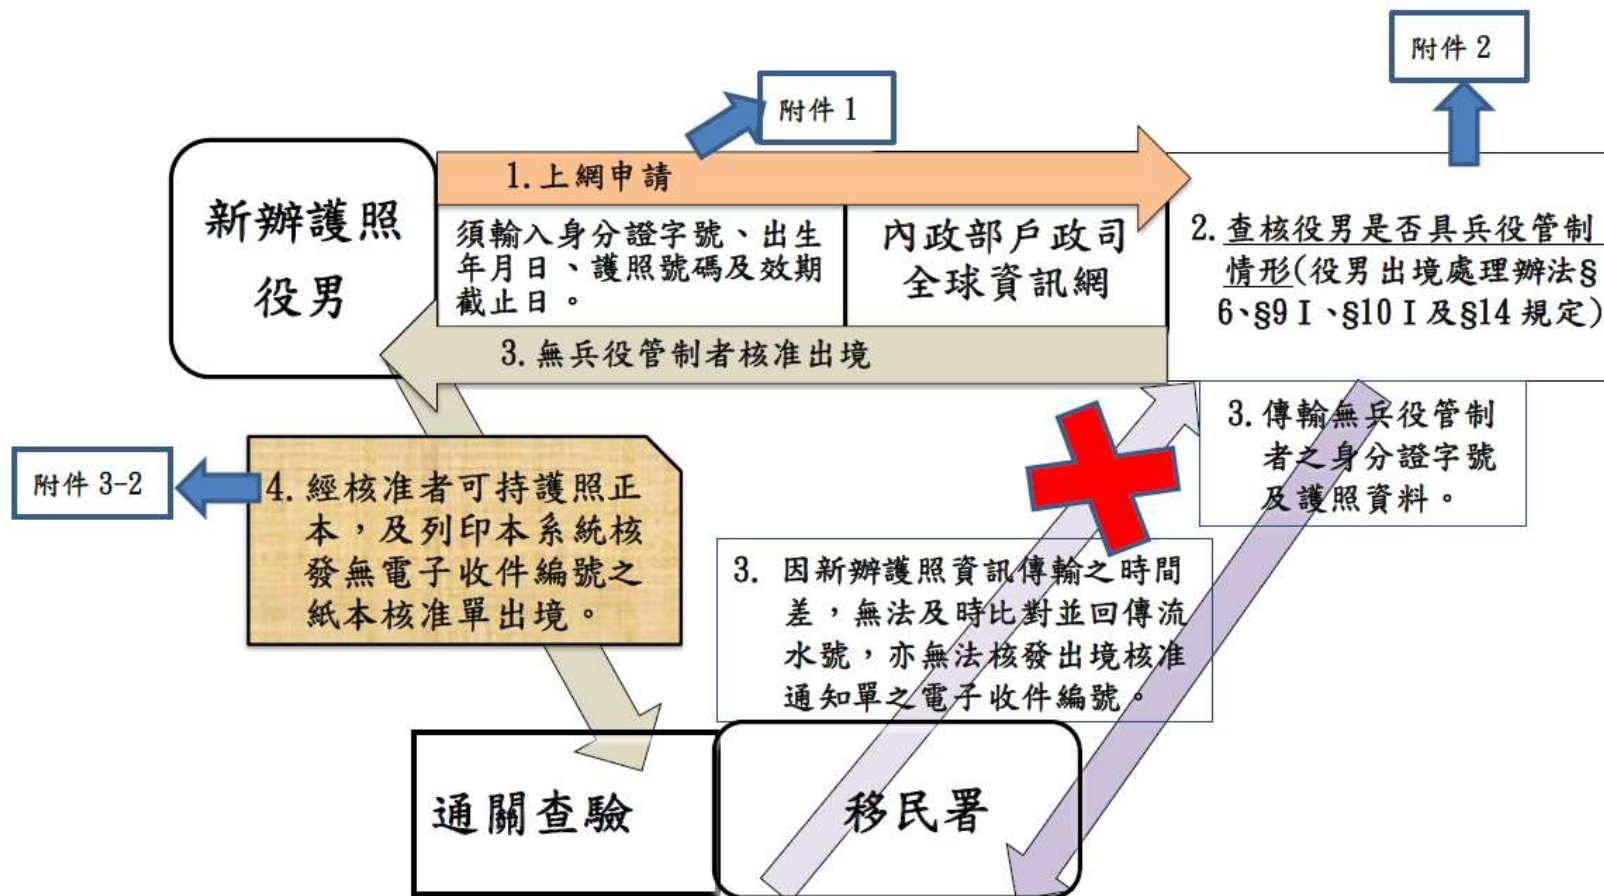 附件 2
附件 1
1.上網申請
新辦護照
役男
須輸入身分證字號、出生
年月日、護照號碼及效期
截止日。
內政部戶政司
全球資訊網
2.查核役男是否具兵役管制
情形(役男出境處理辦法§
6、§9Ⅰ、§10Ⅰ及§14 規定)
3.無兵役管制者核准出境
3.傳輸無兵役管制
者之身分證字號
及護照資料。
附件 3-2
4.經核准者可持護照正
本，及列印本系統核
發無電子收件編號之
紙本核准單出境。
3. 因新辦護照資訊傳輸之時間
差，無法及時比對並回傳流
水號，亦無法核發出境核准
通知單之電子收件編號。
通關查驗
移民署